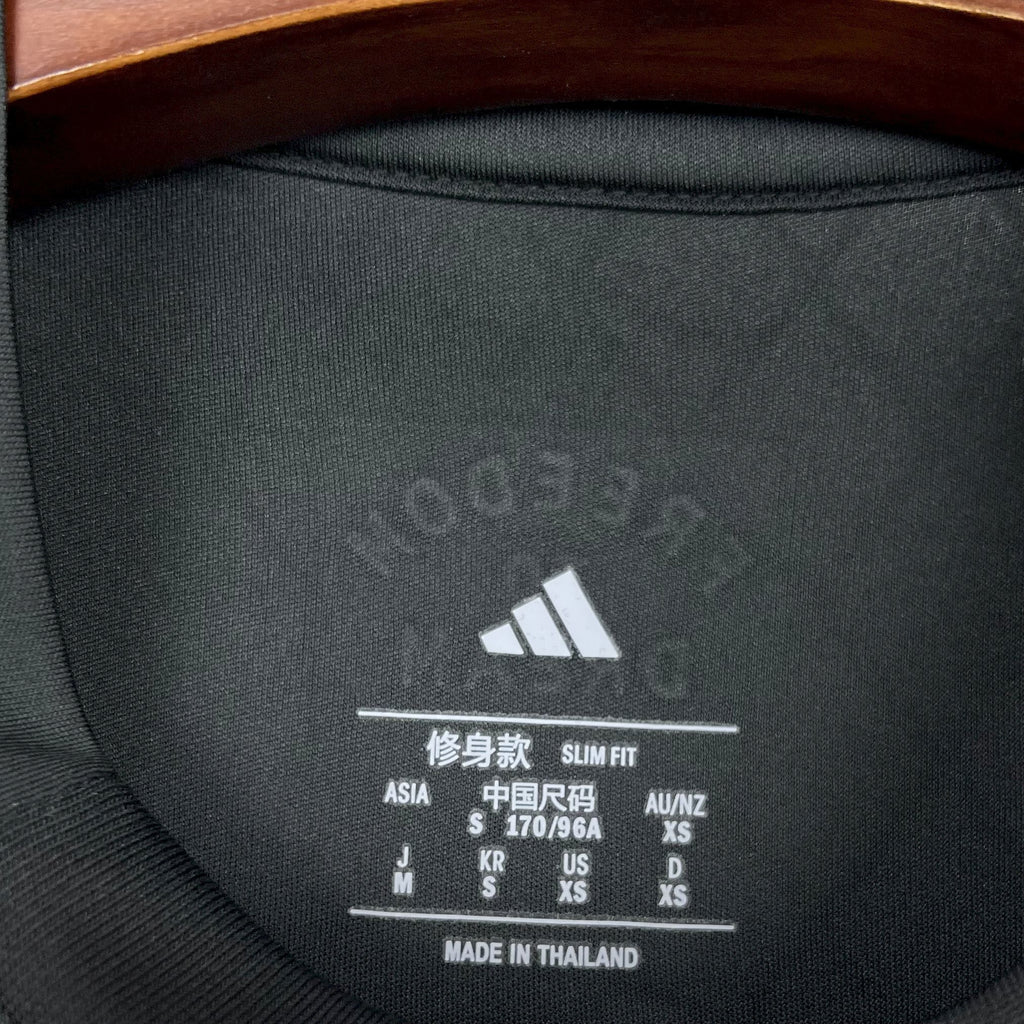 FREEDOM
修身款 SLIM FIT
ASIA 中国尺码 AU/NZ
S 170/96A XS
J KR US D
M S XS XS
MADE IN THAILAND